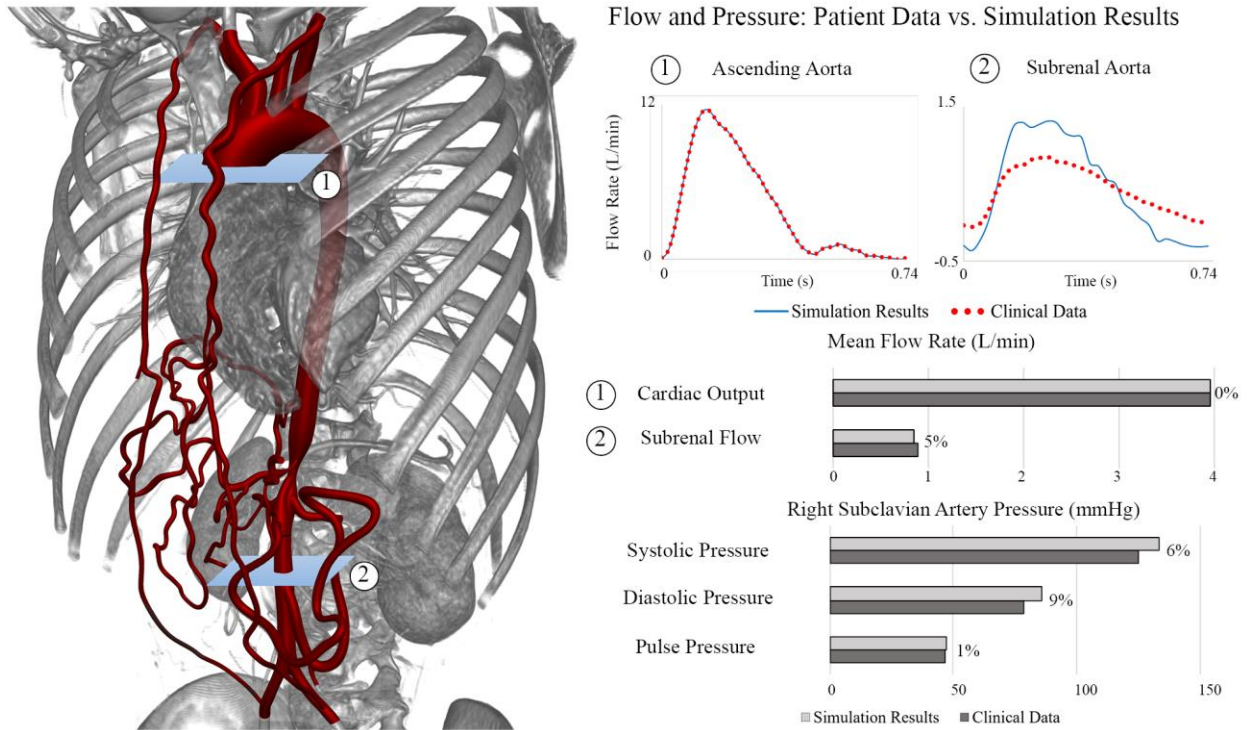 Flow and Pressure: Patient Data vs. Simulation Results
1 Ascending Aorta
2 Subrenal Aorta
12
Flow Rate (L/min)
0
0
Time (s)
0.74
1.5
-0.5
0
Time (s)
0.74
Simulation Results
Clinical Data
Mean Flow Rate (L/min)
1 Cardiac Output
0%
2 Subrenal Flow
5%
0 1 2 3 4
Right Subclavian Artery Pressure (mmHg)
Systolic Pressure
6%
Diastolic Pressure
9%
Pulse Pressure
1%
0 50 100 150
Simulation Results Clinical Data
1
2